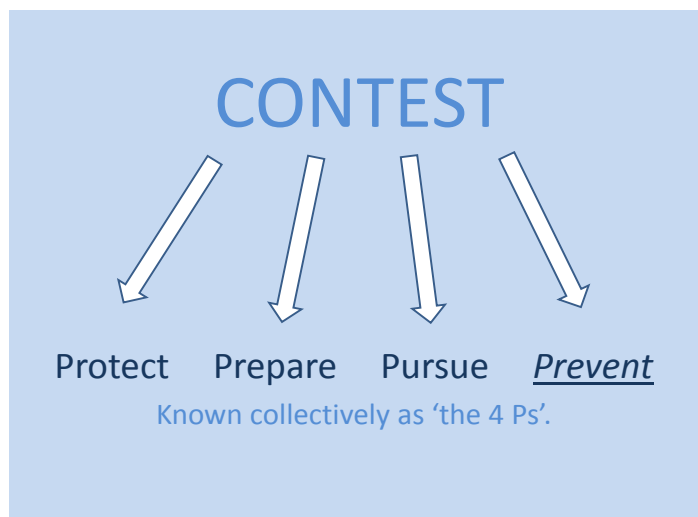 CONTEST
Protect Prepare Pursue Prevent
Known collectively as ‘the 4 Ps’.